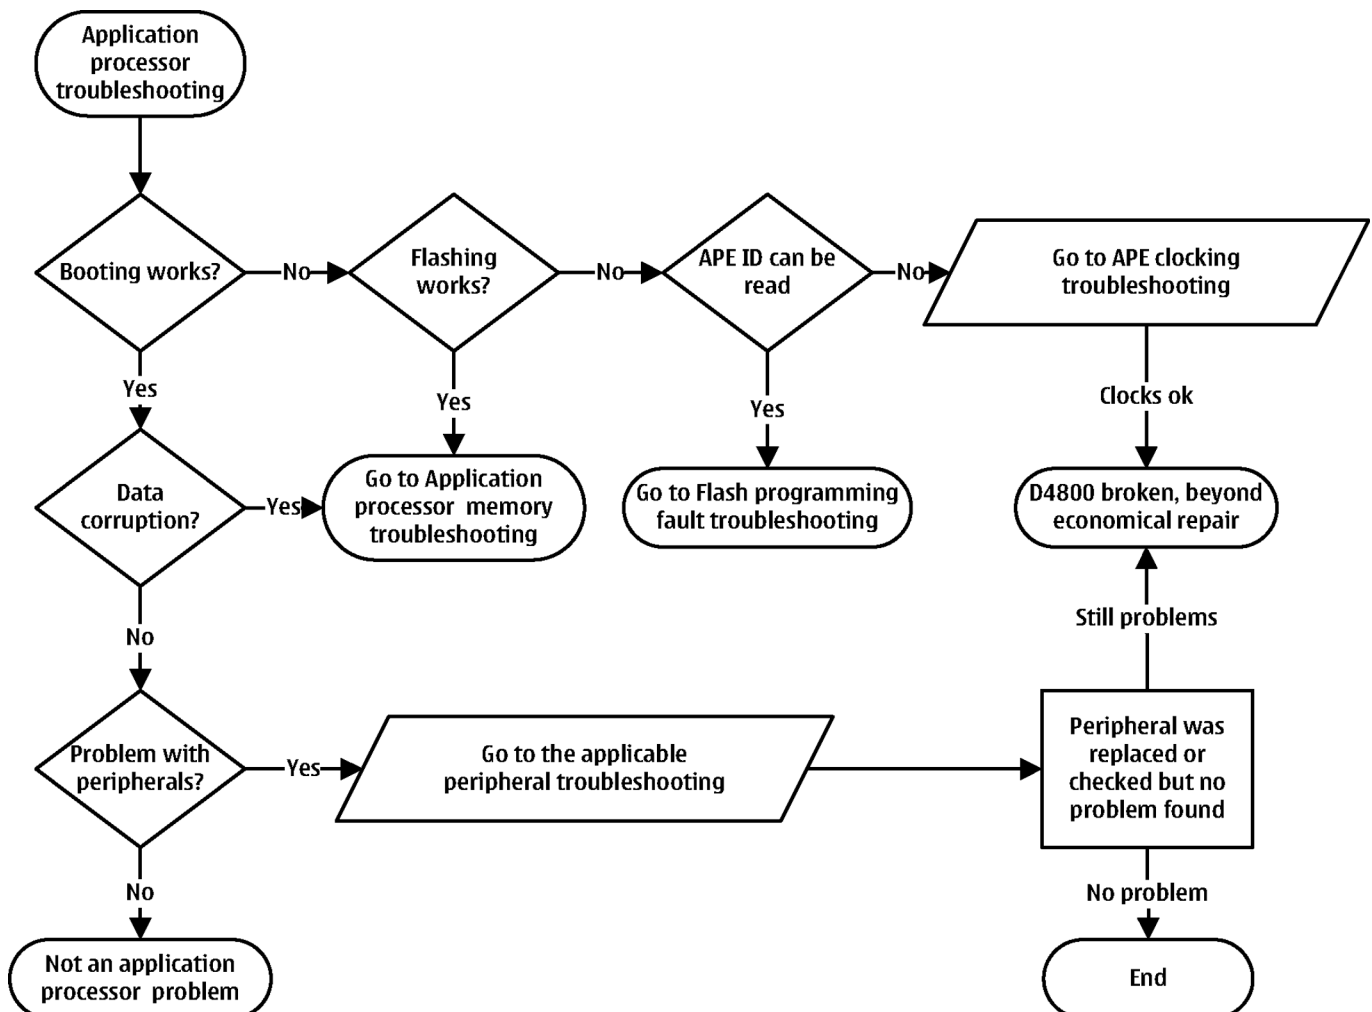 Application
processor
troubleshooting
Booting works?
No
Flashing
works?
No
APE ID can be
read
No
Go to APE clocking
troubleshooting
Yes
Yes
Yes
Clocks ok
Data
corruption?
Yes
Go to Application
processor memory
troubleshooting
Go to Flash programming
fault troubleshooting
D4800 broken, beyond
economical repair
No
Still problems
Problem with
peripherals?
Yes
Go to the applicable
peripheral troubleshooting
Peripheral was
replaced or
checked but no
problem found
No
No problem
Not an application
processor problem
End